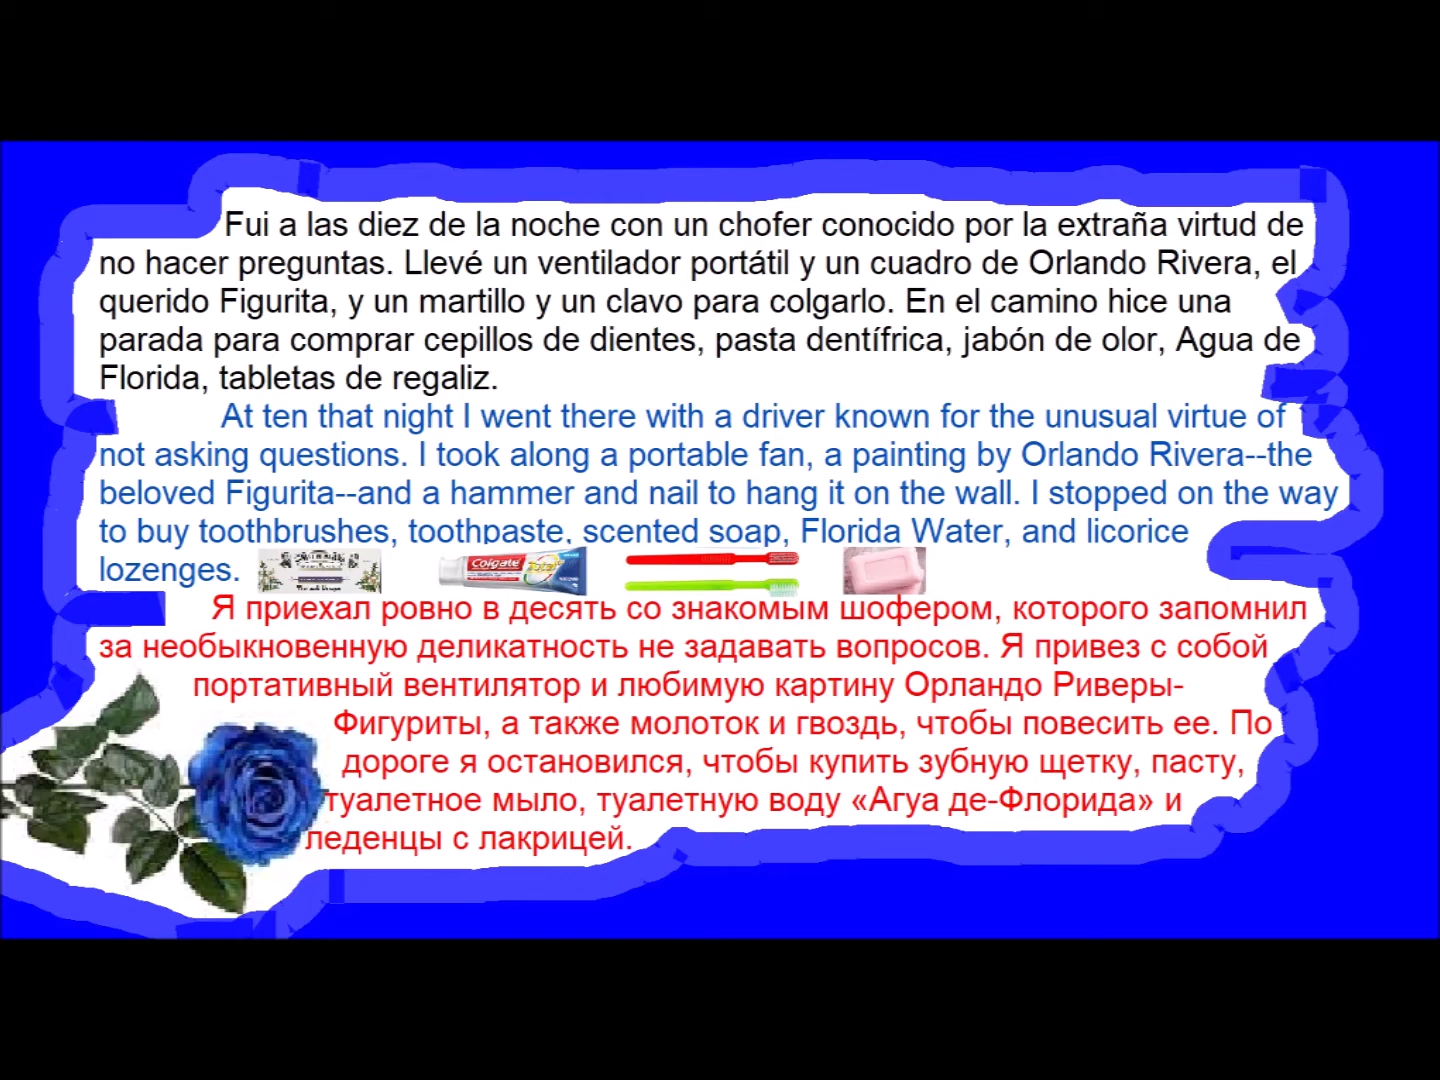 Fui a las diez de la noche con un chofer conocido por la extraña virtud de
no hacer preguntas. Llevé un ventilador portátil y un cuadro de Orlando Rivera, el
querido Figurita, y un martillo y un clavo para colgarlo. En el camino hice una
parada para comprar cepillos de dientes, pasta dentífrica, jabón de olor, Agua de
Florida, tabletas de regaliz.
At ten that night I went there with a driver known for the unusual virtue of
not asking questions. I took along a portable fan, a painting by Orlando Rivera--the
beloved Figurita--and a hammer and nail to hang it on the wall. I stopped on the way
to buy toothbrushes, toothpaste, scented soap, Florida Water, and licorice
lozenges.
Colgate Total
Я приехал ровно в десять со знакомым шофером, которого запомнил
за необыкновенную деликатность не задавать вопросов. Я привез с собой
портативный вентилятор и любимую картину Орландо Риверы-
Фигуриты, а также молоток и гвоздь, чтобы повесить ее. По
дороге я остановился, чтобы купить зубную щетку, пасту,
туалетное мыло, туалетную воду «Агуа де-Флорида» и
леденцы с лакрицей.